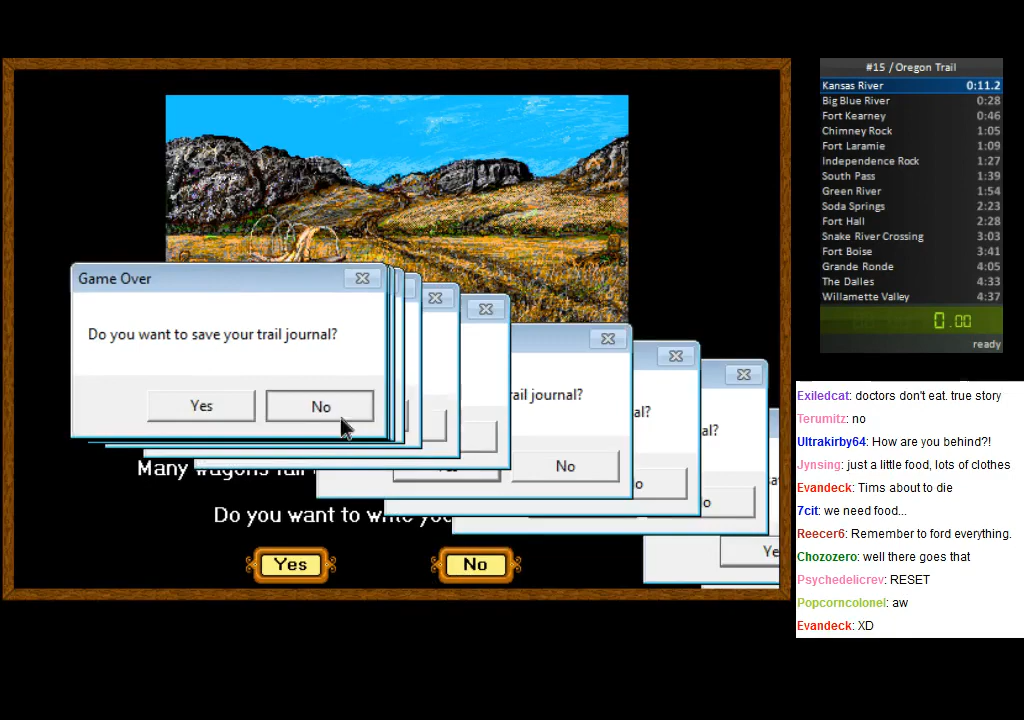 Game Over
Do you want to save your trail journal?
Yes
No
rail journal?
al?
al?
No
Many wagons fail
Do you want to write you
Yes
No
Ye
#15 / Oregon Trail
Kansas River 0:11.2
Big Blue River 0:28
Fort Kearney 0:46
Chimney Rock 1:05
Fort Laramie 1:09
Independence Rock 1:27
South Pass 1:39
Green River 1:54
Soda Springs 2:23
Fort Hall 2:28
Snake River Crossing 3:03
Fort Boise 3:41
Grande Ronde 4:05
The Dalles 4:33
Willamette Valley 4:37
0.00
ready
Exiledcat: doctors don't eat. true story
Terumitz: no
Ultrakirby64: How are you behind?!
Jynsing: just a little food, lots of clothes
Evandeck: Tims about to die
7cit: we need food...
Reecer6: Remember to ford everything.
Chozozero: well there goes that
Psychedelicrev: RESET
Popcorncolonel: aw
Evandeck: XD